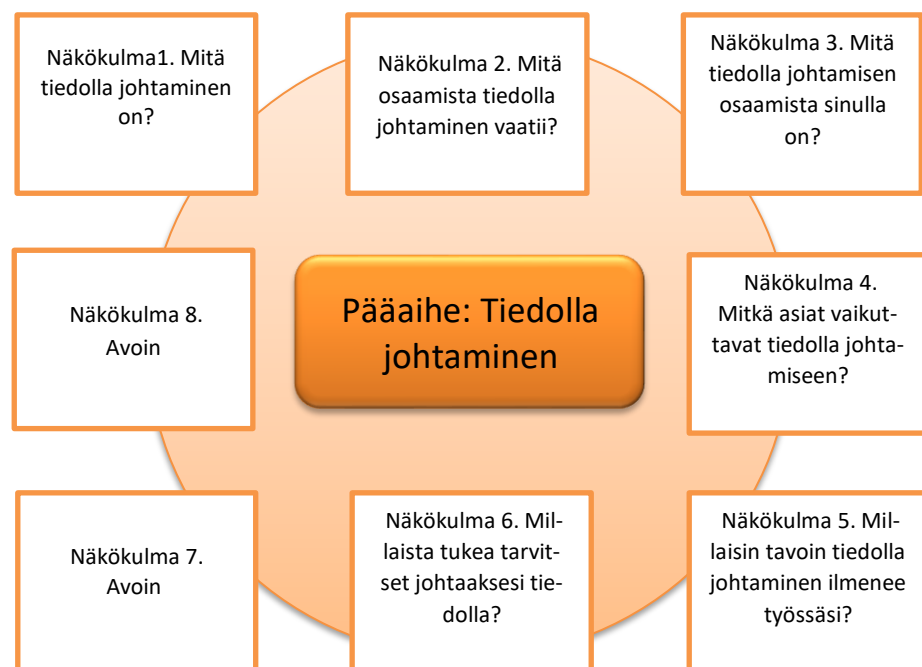 Näkökulma1. Mitä
tiedolla johtaminen
on?
Näkökulma 2. Mitä
osaamista tiedolla
johtaminen vaatii?
Näkökulma 3. Mitä
tiedolla johtamisen
osaamista sinulla
on?
Näkökulma 8.
Avoin
Pääaihe: Tiedolla
johtaminen
Näkökulma 4.
Mitkä asiat vaikut-
tavat tiedolla johta-
miseen?
Näkökulma 7.
Avoin
Näkökulma 6. Mil-
laista tukea tarvit-
set johtaaksesi tie-
dolla?
Näkökulma 5. Mil-
laisin tavoin tiedolla
johtaminen ilmenee
työssäsi?